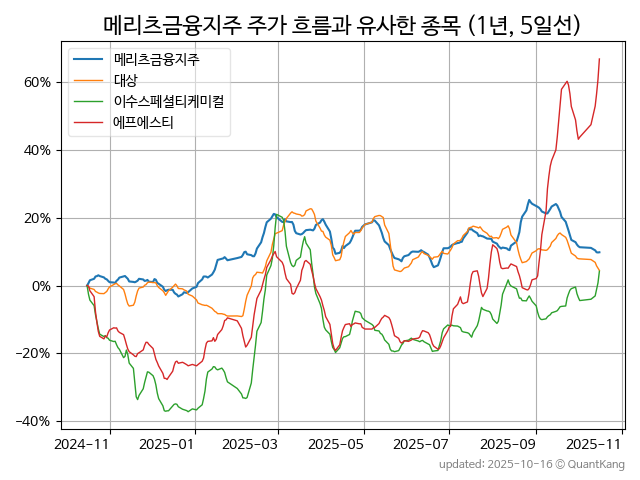 메리츠금융지주 주가 흐름과 유사한 종목 (1년, 5일선)
메리츠금융지주
대상
이수스페셜티케미컬
에프에스티
60%
40%
20%
0%
−20%
−40%
2024-11 2025-01 2025-03 2025-05 2025-07 2025-09 2025-11
updated: 2025-10-16 © QuantKang